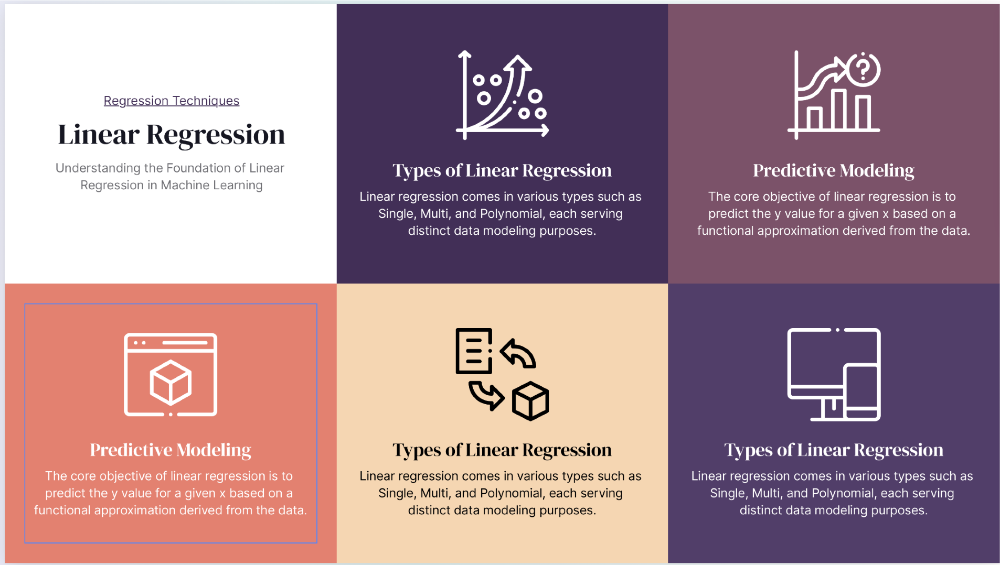 Regression Techniques
Linear Regression
Understanding the Foundation of Linear
Regression in Machine Learning
Types of Linear Regression
Linear regression comes in various types such as
Single, Multi, and Polynomial, each serving
distinct data modeling purposes.
?
Predictive Modeling
The core objective of linear regression is to
predict the y value for a given x based on a
functional approximation derived from the data.
Predictive Modeling
The core objective of linear regression is to
predict the y value for a given x based on a
functional approximation derived from the data.
Types of Linear Regression
Linear regression comes in various types such as
Single, Multi, and Polynomial, each serving
distinct data modeling purposes.
Types of Linear Regression
Linear regression comes in various types such as
Single, Multi, and Polynomial, each serving
distinct data modeling purposes.